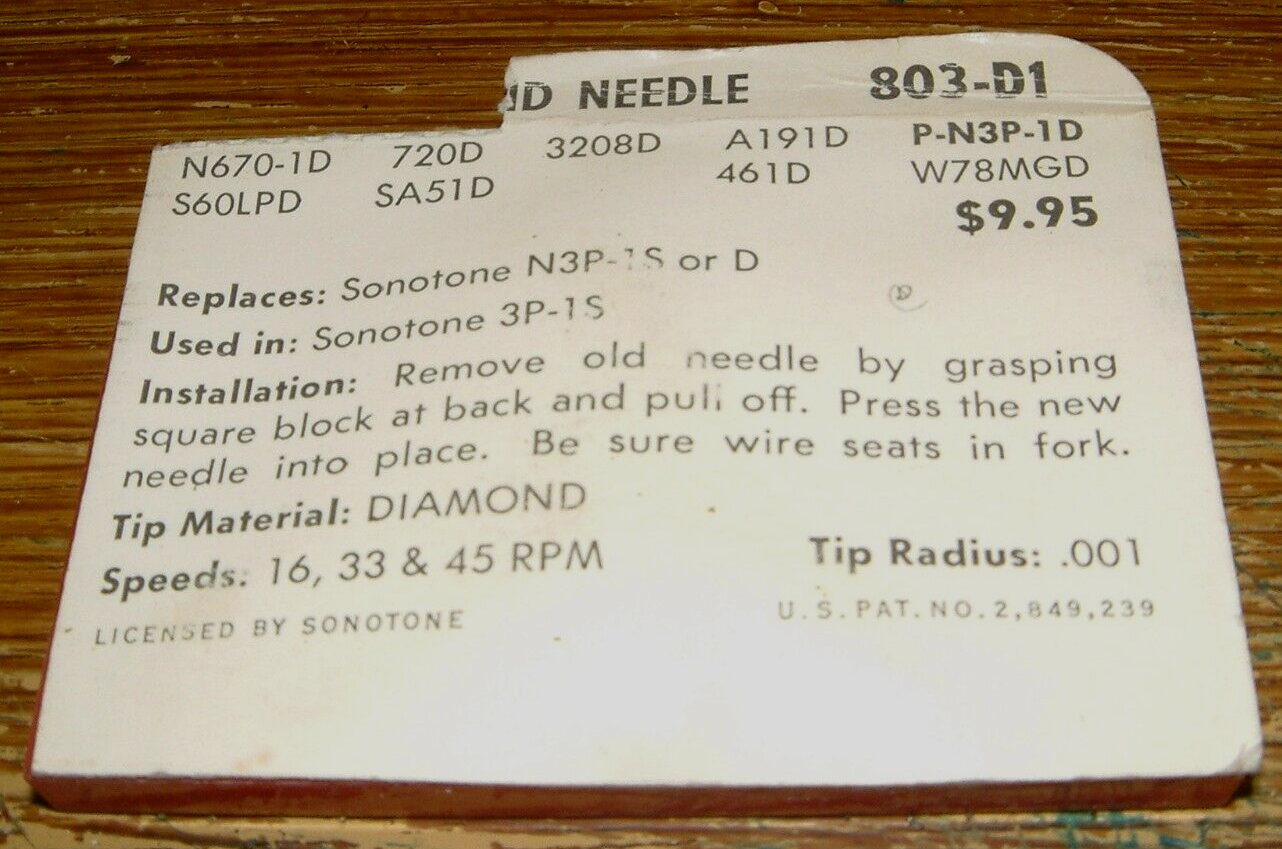 ND NEEDLE 803-D1
N670-1D 720D 3208D A191D P-N3P-1D
S60LPD SA51D 461D W78MGD
$9.95
Replaces: Sonotone N3P-1S or D
Used in: Sonotone 3P-1S
Installation: Remove old needle by grasping
square block at back and pull off. Press the new
needle into place. Be sure wire seats in fork.
Tip Material: DIAMOND
Speeds: 16, 33 & 45 RPM Tip Radius: .001
LICENSED BY SONOTONE U.S. PAT. NO. 2,849,239